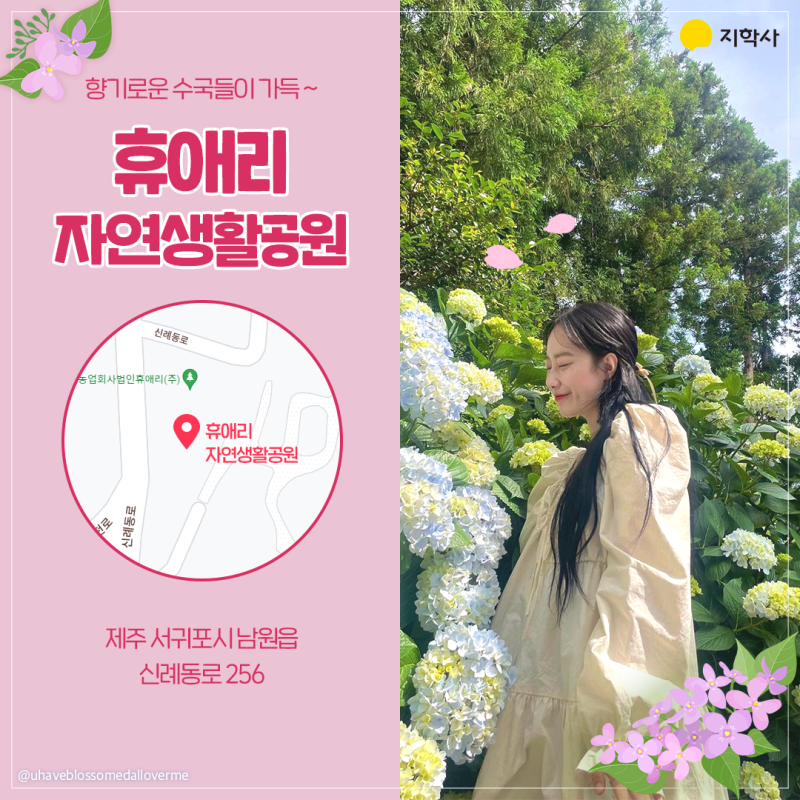 지학사
향기로운 수국들이 가득~
휴애리
자연생활공원
신례동로
농업회사법인휴애리(주)
휴애리
자연생활공원
신례동로
제주 서귀포시 남원읍
신례동로 256
@uhaveblossomedalloverme